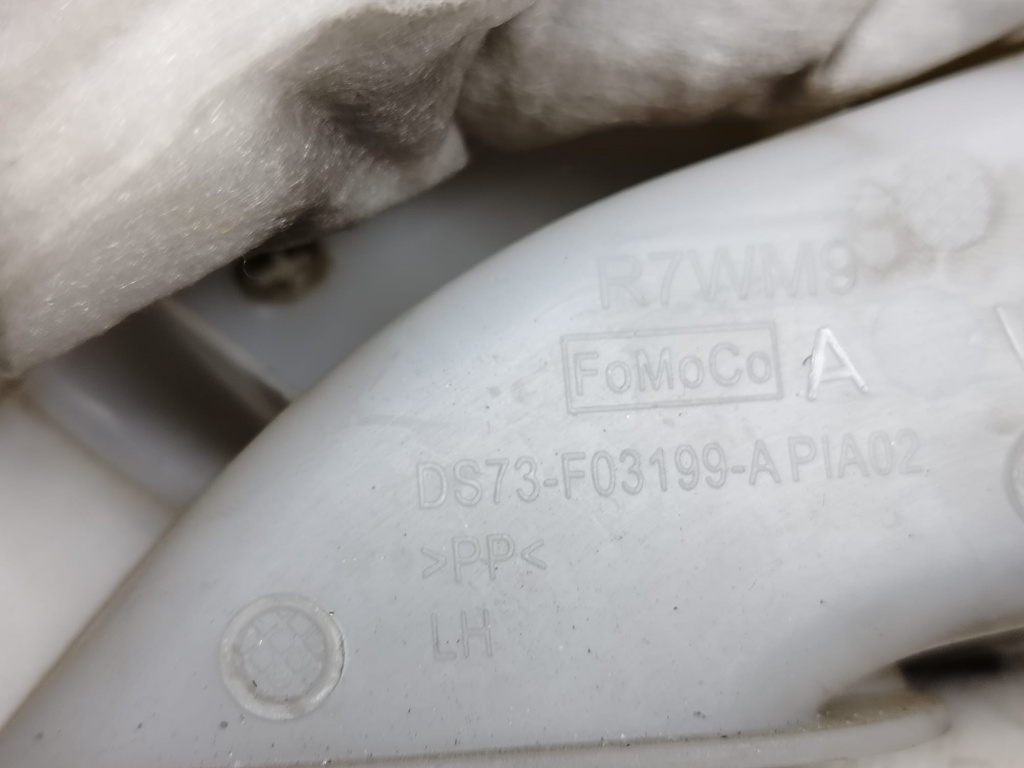 R7WM9
FoMoCo A
DS73-F03199-APIA02
>PP<
LH